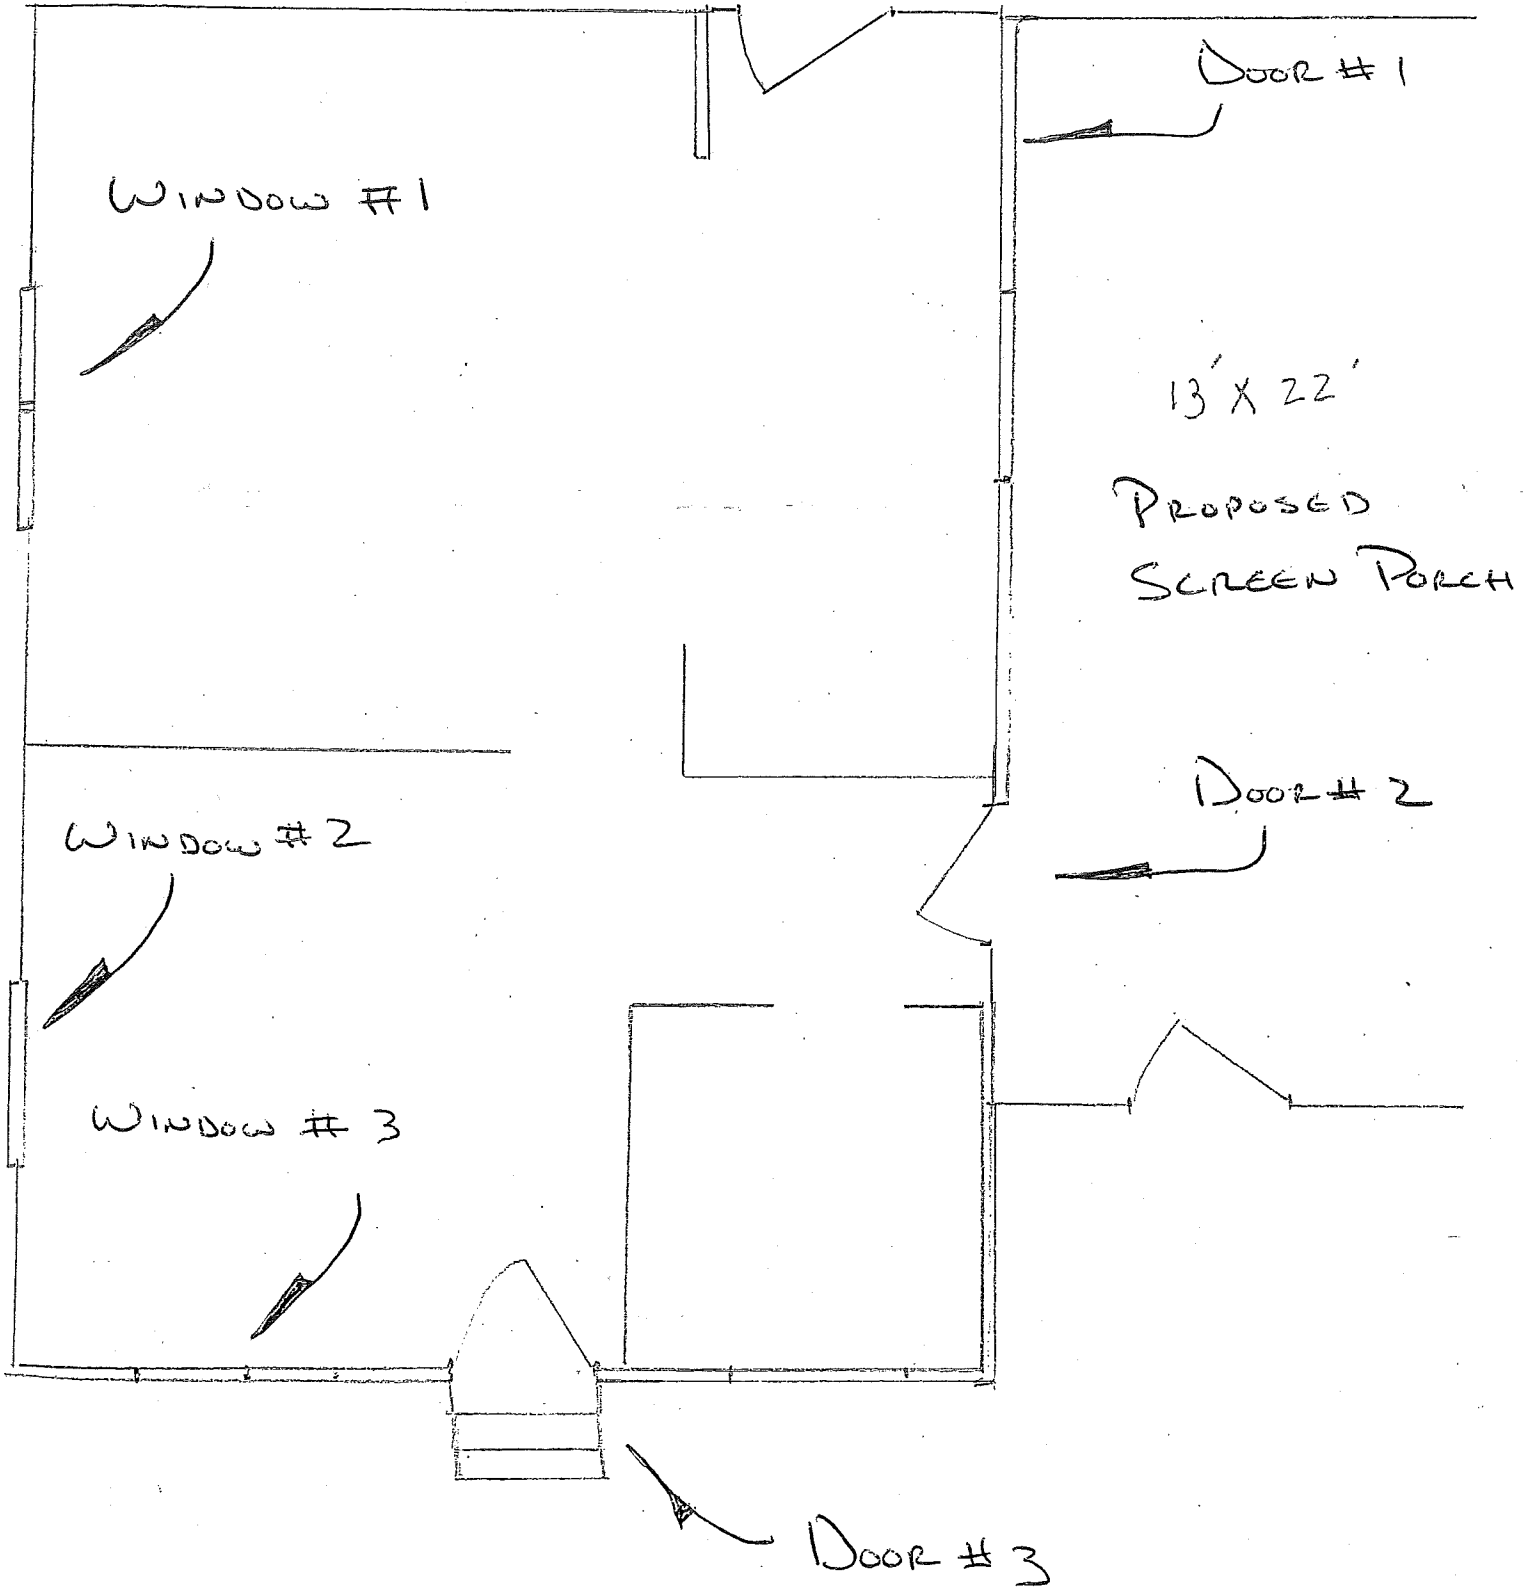 DOOR # 1
WINDOW # 1
13' X 22'
PROPOSED
SCREEN PORCH
DOOR # 2
WINDOW # 2
WINDOW # 3
DOOR # 3